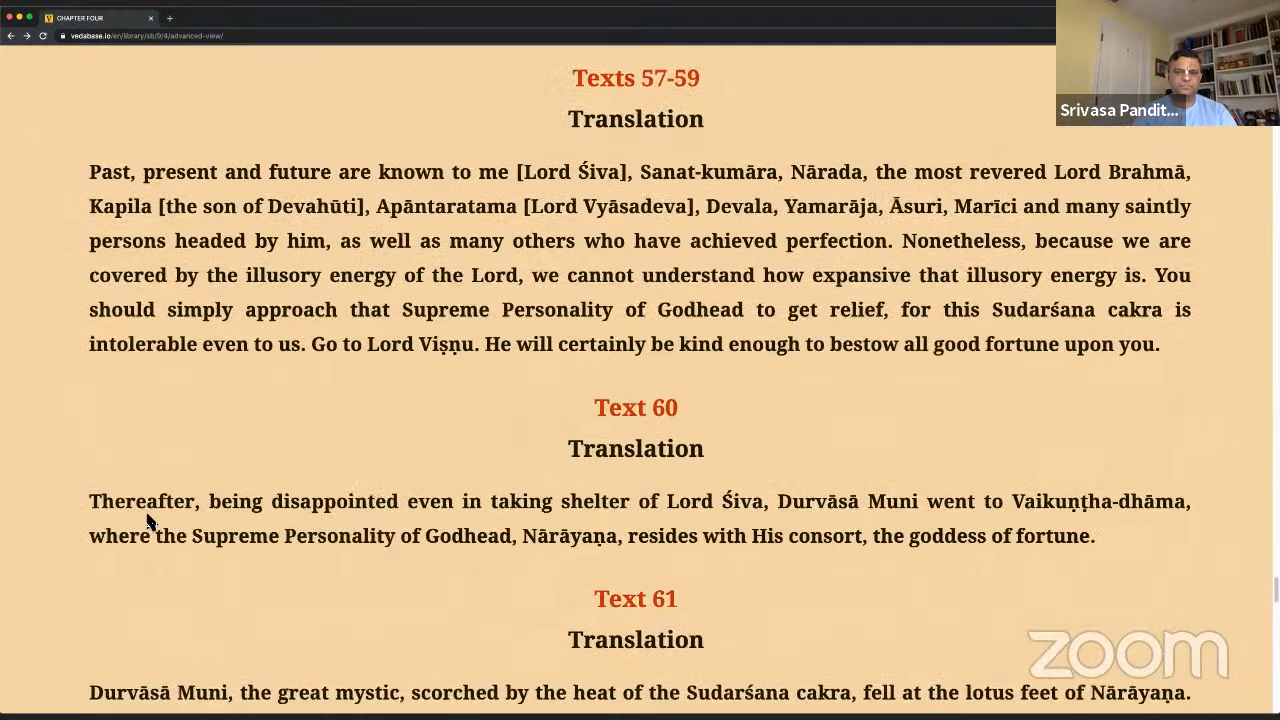 CHAPTER FOUR
vedabase.io/en/library/sb/9/4/advanced-view/
Srivasa Pandit...
Texts 57-59
Translation
Past, present and future are known to me [Lord Śiva], Sanat-kumāra, Nārada, the most revered Lord Brahmā,
Kapila [the son of Devahūti], Apāntaratama [Lord Vyāsadeva], Devala, Yamarāja, Āsuri, Marīci and many saintly
persons headed by him, as well as many others who have achieved perfection. Nonetheless, because we are
covered by the illusory energy of the Lord, we cannot understand how expansive that illusory energy is. You
should simply approach that Supreme Personality of Godhead to get relief, for this Sudarśana cakra is
intolerable even to us. Go to Lord Viṣṇu. He will certainly be kind enough to bestow all good fortune upon you.
Text 60
Translation
Thereafter, being disappointed even in taking shelter of Lord Śiva, Durvāsā Muni went to Vaikuṇṭha-dhāma,
where the Supreme Personality of Godhead, Nārāyaṇa, resides with His consort, the goddess of fortune.
Text 61
Translation
Durvāsā Muni, the great mystic, scorched by the heat of the Sudarśana cakra, fell at the lotus feet of Nārāyaṇa.
zoom